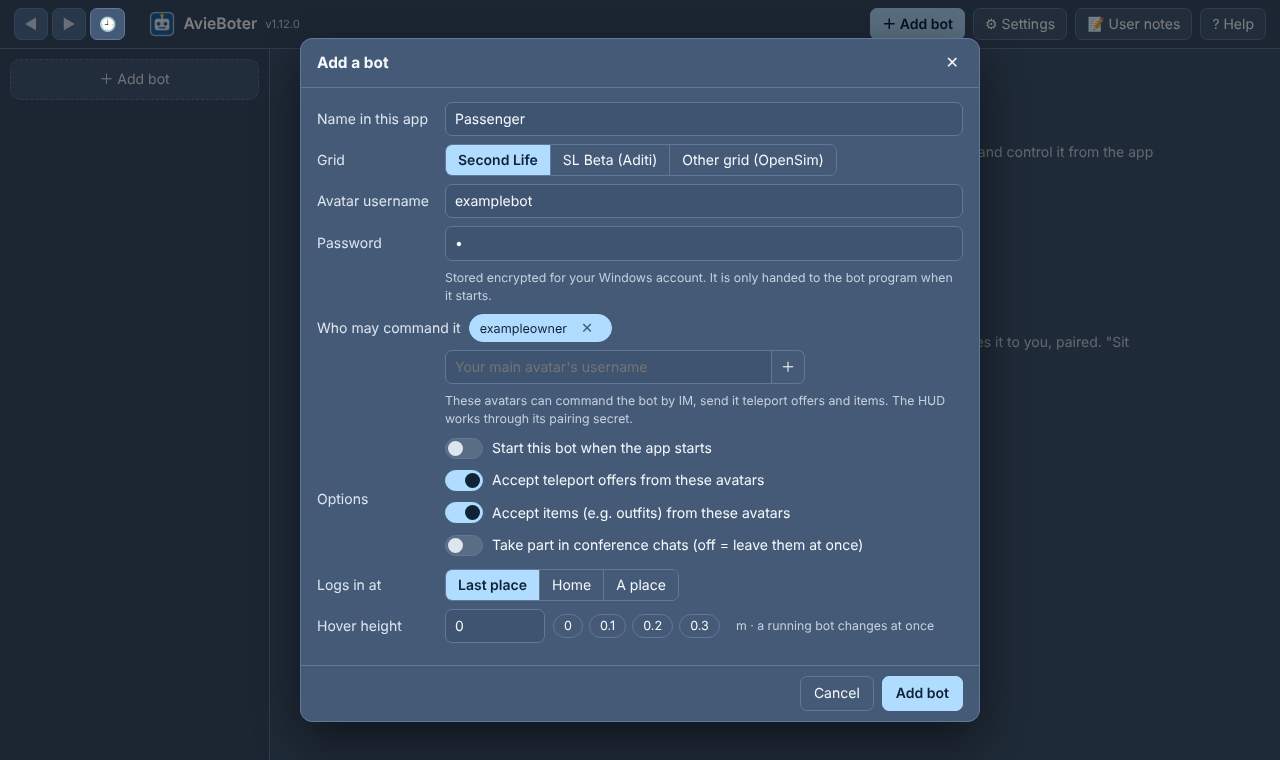 AvieBoter v1.12.0
+ Add bot
⚙ Settings
📝 User notes
? Help
+ Add bot
Add a bot ✕
Name in this app Passenger
Grid Second Life SL Beta (Aditi) Other grid (OpenSim)
and control it from the app
Avatar username examplebot
Password •
Stored encrypted for your Windows account. It is only handed to the bot program when
it starts.
Who may command it exampleowner ✕
es it to you, paired. "Sit
Your main avatar's username +
These avatars can command the bot by IM, send it teleport offers and items. The HUD
works through its pairing secret.
Start this bot when the app starts
Accept teleport offers from these avatars
Options
Accept items (e.g. outfits) from these avatars
Take part in conference chats (off = leave them at once)
Logs in at Last place Home A place
Hover height 0 0 0.1 0.2 0.3 m · a running bot changes at once
Cancel Add bot